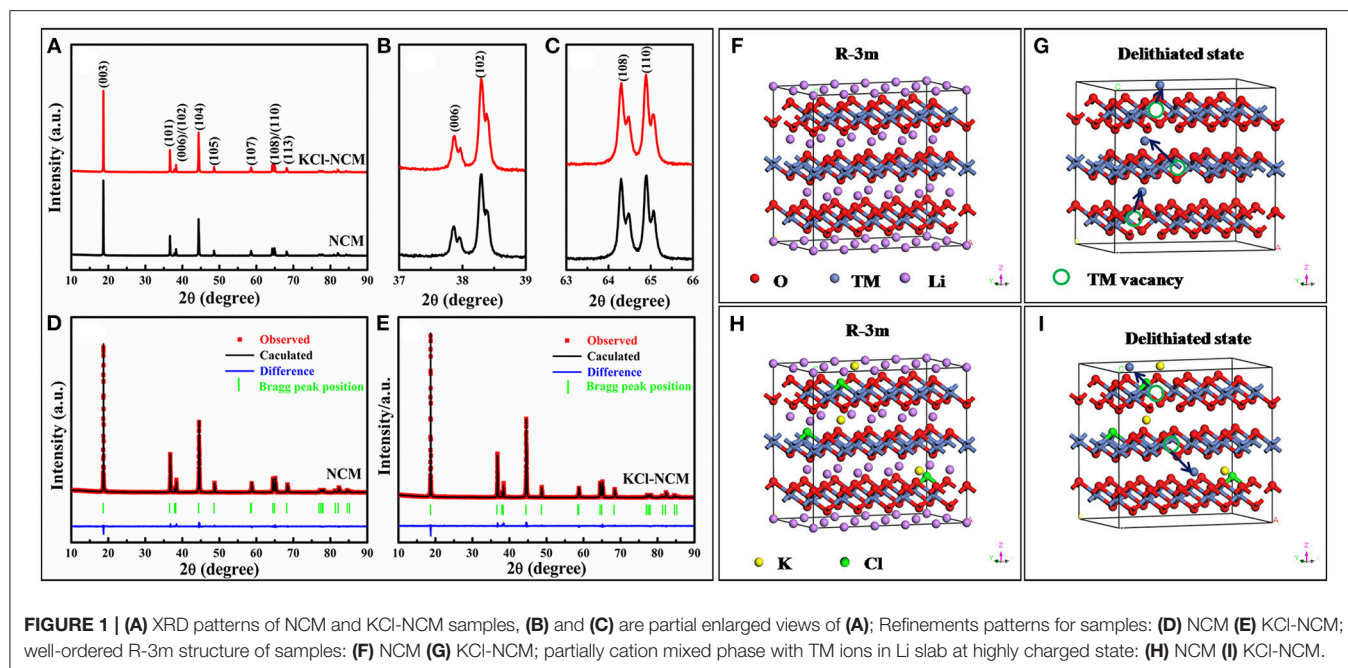 (A)
(003)
(101)
(006)/(102)
(104)
(105)
(107)
(108)/(110)
(113)
KCl-NCM
NCM
Intensity (a.u.)
10 20 30 40 50 60 70 80 90
2θ (degree)
(B)
(006)
(102)
37 38 39
2θ (degree)
(C)
(108)
(110)
63 64 65 66
2θ (degree)
(D)
Observed
Caculated
Difference
Bragg peak position
NCM
Intensity (a.u.)
10 20 30 40 50 60 70 80 90
2θ (degree)
(E)
Observed
Caculated
Difference
Bragg peak position
KCl-NCM
Intensity/a.u.
10 20 30 40 50 60 70 80 90
2θ (degree)
(F)
R-3m
O TM Li
Y Z
(G)
Delithiated state
TM vacancy
A
Y Z
(H)
R-3m
K Cl
Y Z
(I)
Delithiated state
A
Y Z
FIGURE 1 | (A) XRD patterns of NCM and KCl-NCM samples, (B) and (C) are partial enlarged views of (A); Refinements patterns for samples: (D) NCM (E) KCl-NCM;
well-ordered R-3m structure of samples: (F) NCM (G) KCl-NCM; partially cation mixed phase with TM ions in Li slab at highly charged state: (H) NCM (I) KCl-NCM.